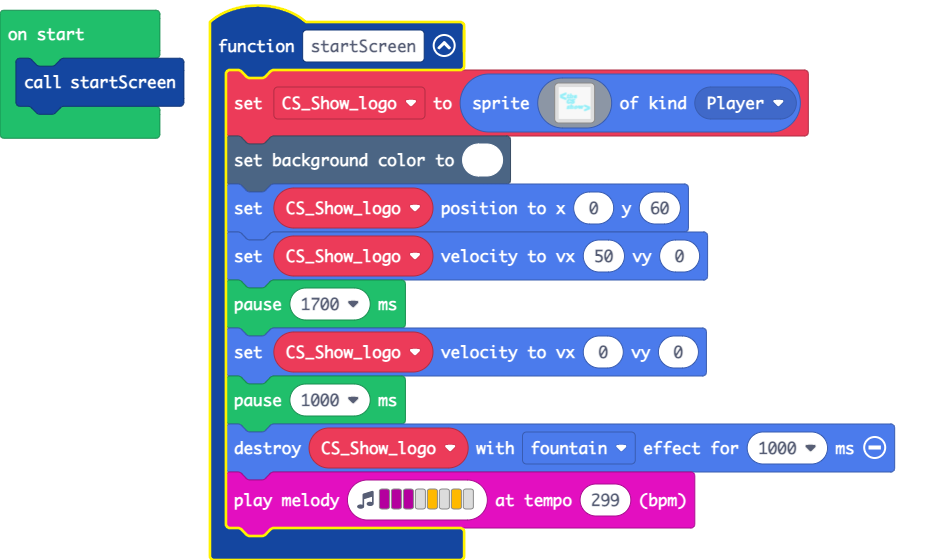 on start
call startScreen
function startScreen
set CS_Show_logo to sprite of kind Player
set background color to
set CS_Show_logo position to x 0 y 60
set CS_Show_logo velocity to vx 50 vy 0
pause 1700 ms
set CS_Show_logo velocity to vx 0 vy 0
pause 1000 ms
destroy CS_Show_logo with fountain effect for 1000 ms
play melody at tempo 299 (bpm)